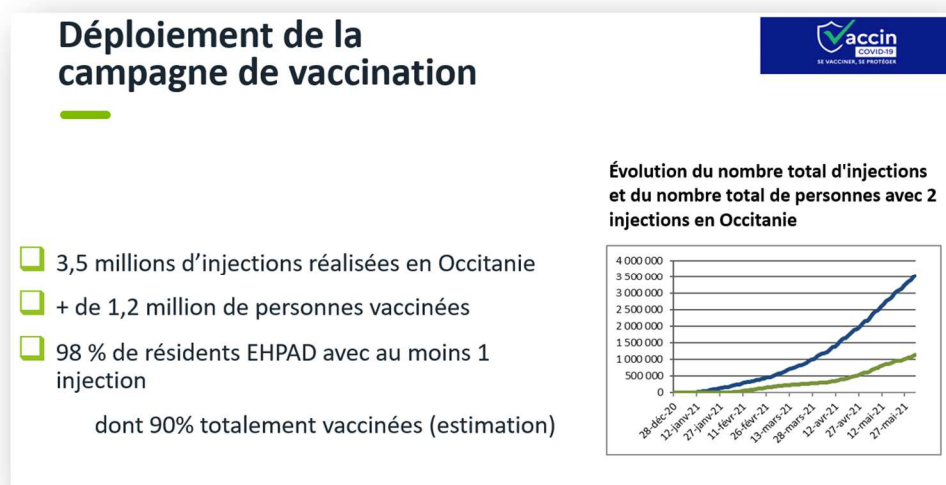 Déploiement de la
campagne de vaccination
Vaccin
COVID-19
SE VACCINER, SE PROTÉGER
3,5 millions d’injections réalisées en Occitanie
+ de 1,2 million de personnes vaccinées
98 % de résidents EHPAD avec au moins 1
injection
dont 90% totalement vaccinées (estimation)
Évolution du nombre total d'injections
et du nombre total de personnes avec 2
injections en Occitanie
4 000 000
3 500 000
3 000 000
2 500 000
2 000 000
1 500 000
1 000 000
500 000
0
28-déc-20
12-janv-21
27-janv-21
11-févr-21
26-févr-21
13-mars-21
28-mars-21
12-avr-21
27-avr-21
12-mai-21
27-mai-21